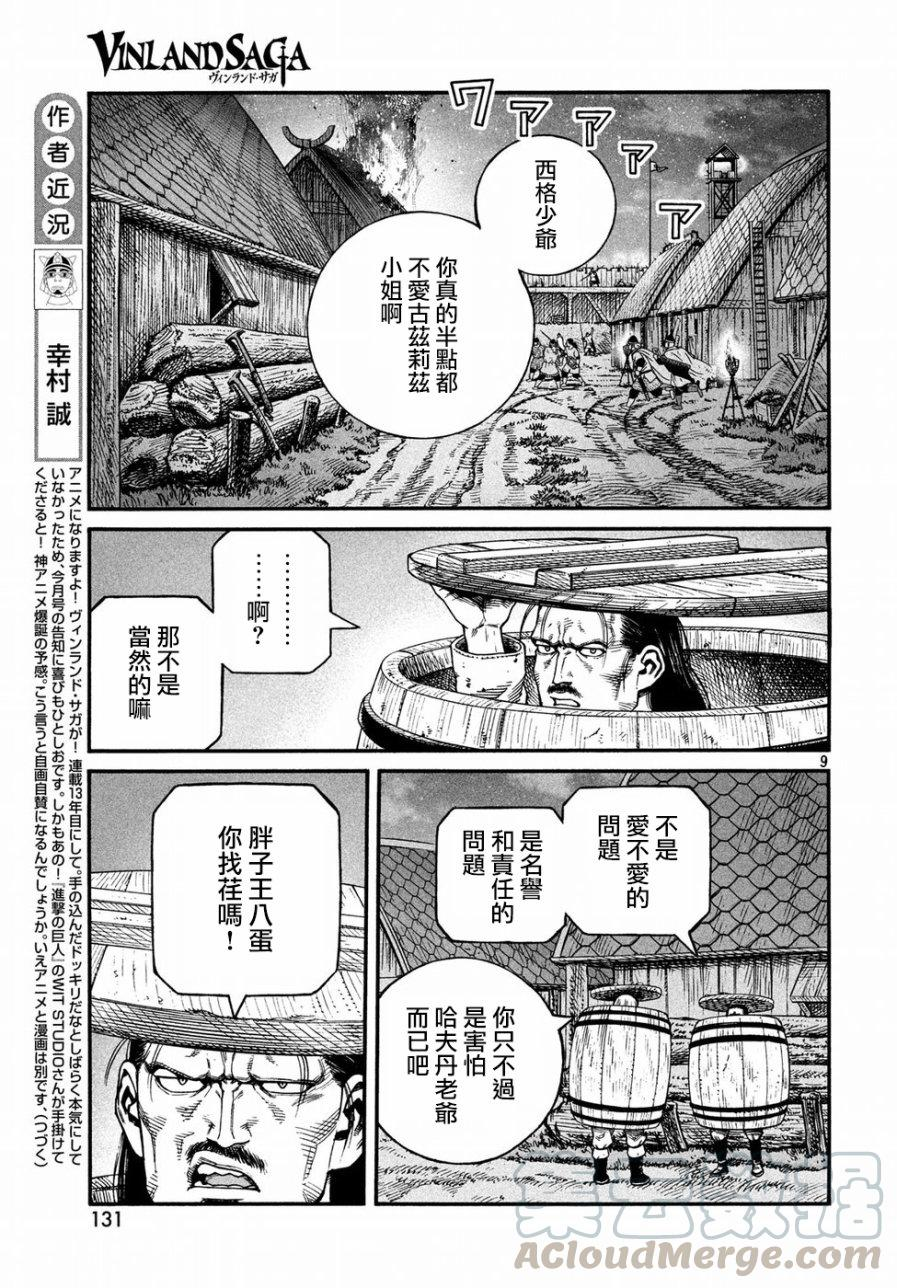 VINLAND SAGA
ヴィンランド・サガ
ワァァァァ
西格少爺
你真的半點都
不愛古茲莉茲
小姐啊
…………
……啊?
那不是
當然的嘛
9
不是
愛不愛的
問題
是名譽
和責任的
問題
你只不過
是害怕
哈夫丹老爺
而已吧
胖子王八蛋
你找荏嗎!
作者近況
幸村誠
アニメになりますよ!ヴィンランド・サガが!連載13年目にして。手の込んだドッキリだなとしばらく本気にして
いなかったため、今月号の告知に喜びもひとしおです。しかもあの!『進撃の巨人』のWIT STUDIOさんが手掛けて
くださると!神アニメ爆誕の予感。こう言うと自画自賛になるんでしょうか。いえアニメと漫画は別です、(つづく)
131
集云数据
AcloudMerge.com